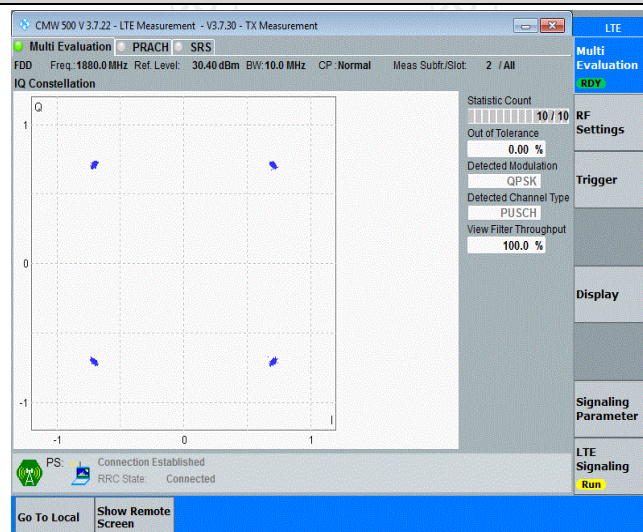 CMW 500 V 3.7.22 - LTE Measurement - V3.7.30 - TX Measurement
LTE
Multi Evaluation PRACH SRS
Multi
Evaluation
RDY
FDD Freq.:1880.0 MHz Ref. Level: 30.40 dBm BW:10.0 MHz CP :Normal Meas Subfr./Slot: 2 / All
IQ Constellation
Q
1
0
-1
-1 0 1
I
Statistic Count
10 / 10
Out of Tolerance
0.00 %
Detected Modulation
QPSK
Detected Channel Type
PUSCH
View Filter Throughput
100.0 %
RF
Settings
Trigger
Display
Signaling
Parameter
LTE
Signaling
Run
PS: Connection Established
RRC State: Connected
Go To Local
Show Remote
Screen